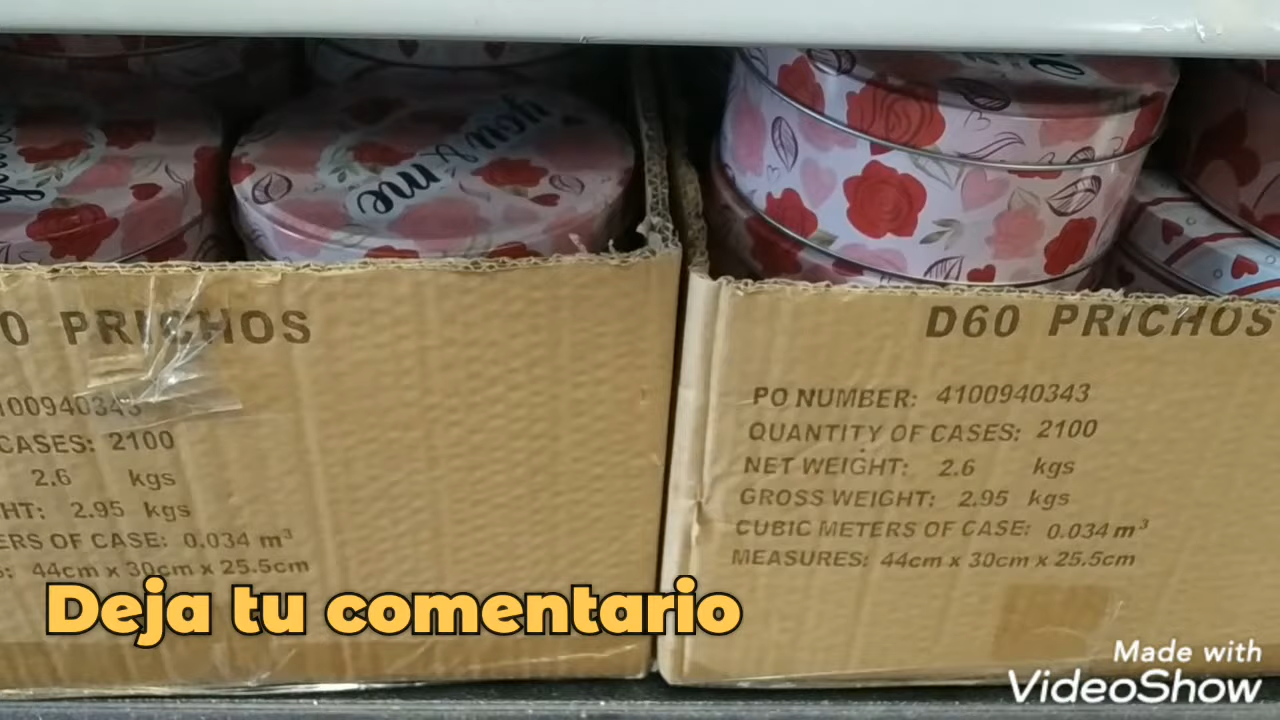 you & me
0 PRICHOS
100940343
CASES: 2100
2.6 kgs
HT: 2.95 kgs
ERS OF CASE: 0.034 m³
: 44cm x 30cm x 25.5cm
D60 PRICHOS
PO NUMBER: 4100940343
QUANTITY OF CASES: 2100
NET WEIGHT: 2.6 kgs
GROSS WEIGHT: 2.95 kgs
CUBIC METERS OF CASE: 0.034 m³
MEASURES: 44cm x 30cm x 25.5cm
Deja tu comentario
Made with
VideoShow